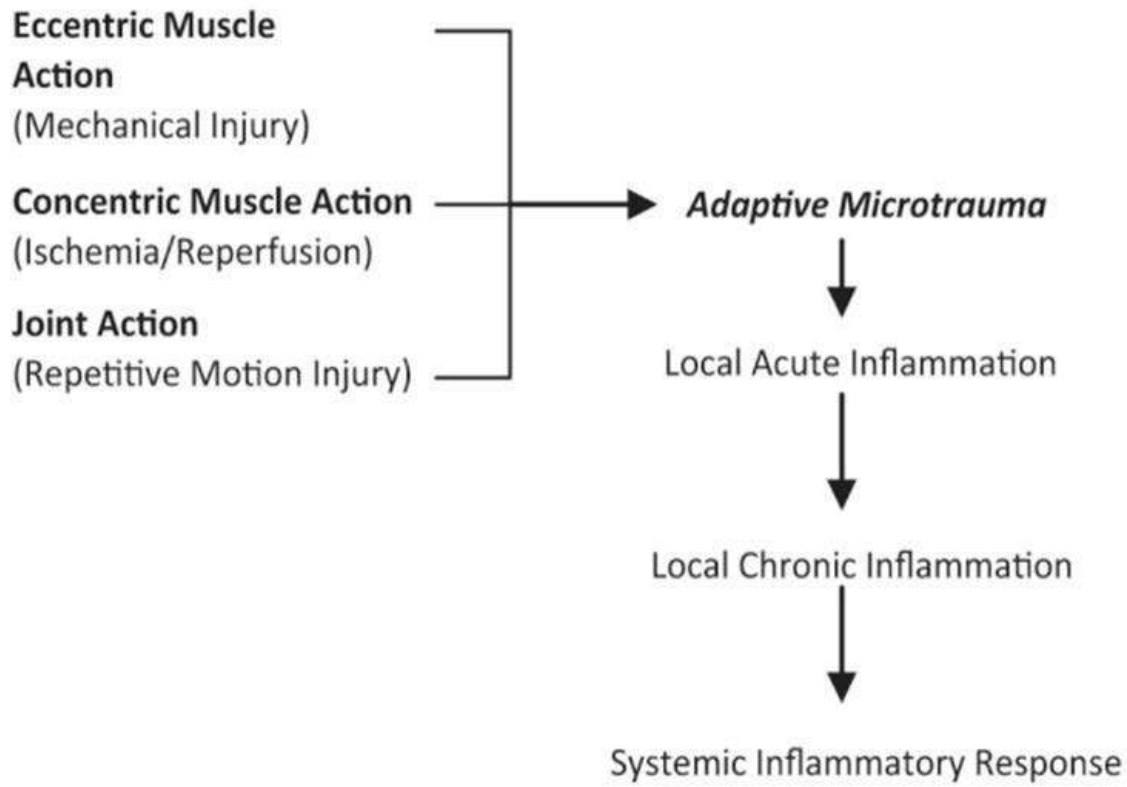 Eccentric Muscle
Action
(Mechanical Injury)
Concentric Muscle Action
(Ischemia/Reperfusion)
Joint Action
(Repetitive Motion Injury)
Adaptive Microtrauma
Local Acute Inflammation
Local Chronic Inflammation
Systemic Inflammatory Response